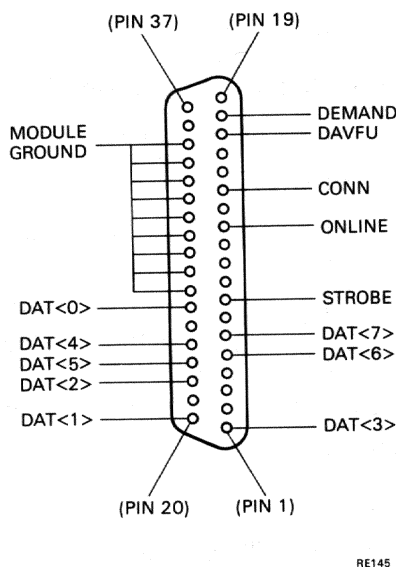 (PIN 37)
(PIN 19)
DEMAND
DAVFU
MODULE
GROUND
CONN
ONLINE
STROBE
DAT<0>
DAT<7>
DAT<4>
DAT<6>
DAT<5>
DAT<2>
DAT<1>
DAT<3>
(PIN 20)
(PIN 1)
RE145